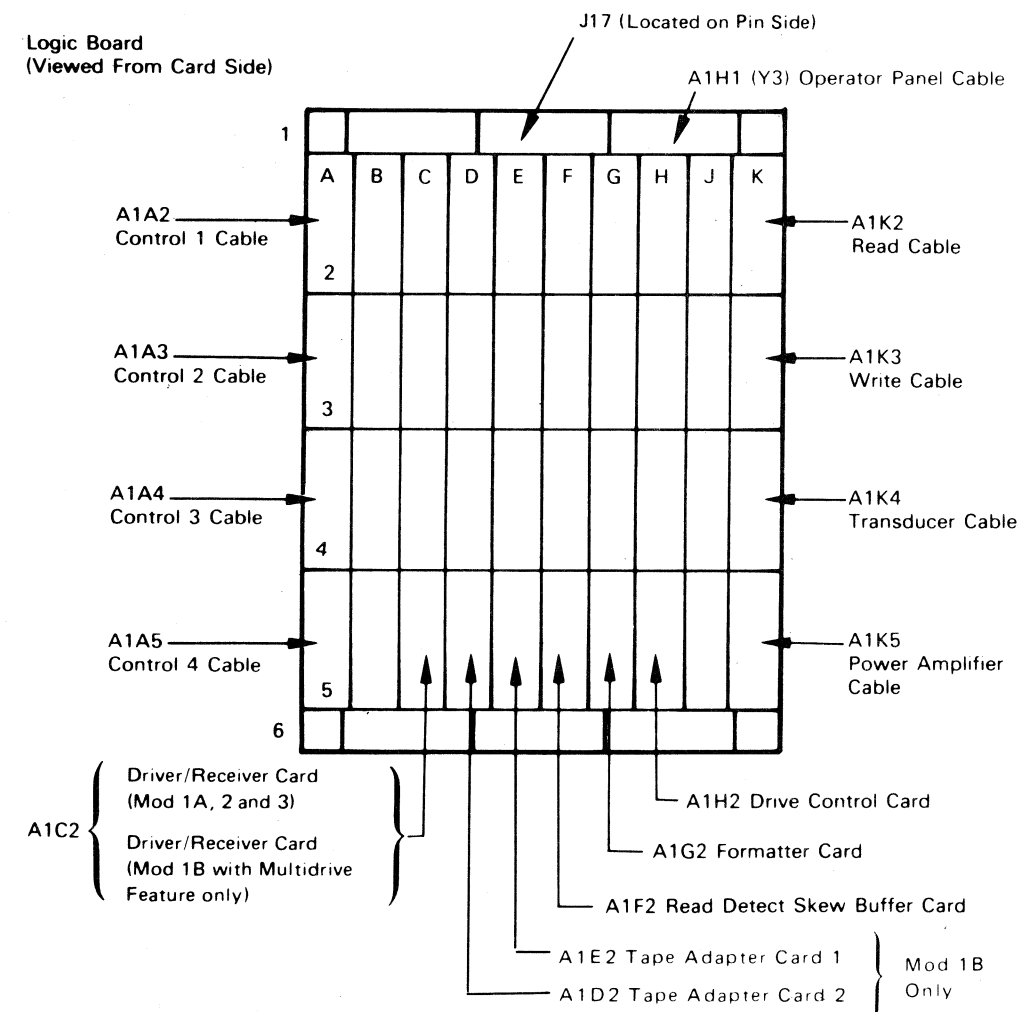 J17 (Located on Pin Side)
Logic Board
(Viewed From Card Side)
A1H1 (Y3) Operator Panel Cable
1
A B C D E F G H J K
A1A2
Control 1 Cable
A1K2
Read Cable
2
A1A3
Control 2 Cable
A1K3
Write Cable
3
A1A4
Control 3 Cable
A1K4
Transducer Cable
4
A1A5
Control 4 Cable
A1K5
Power Amplifier
Cable
5
6
A1C2
Driver/Receiver Card
(Mod 1A, 2 and 3)
Driver/Receiver Card
(Mod 1B with Multidrive
Feature only)
A1H2 Drive Control Card
A1G2 Formatter Card
A1F2 Read Detect Skew Buffer Card
A1E2 Tape Adapter Card 1
A1D2 Tape Adapter Card 2
Mod 1B
Only